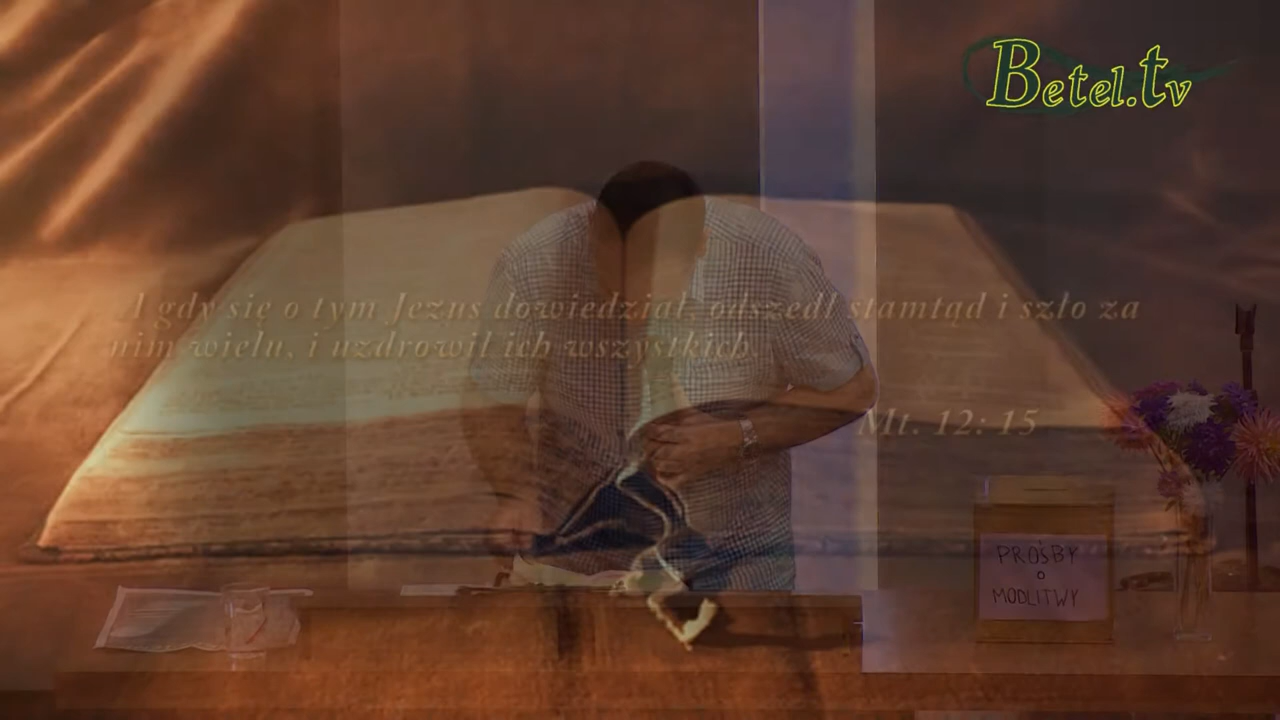 Betel.tv
A gdy się o tym Jezus dowiedział, odszedł stamtąd i szło za
nim wielu, i uzdrowił ich wszystkich.
Mt. 12: 15
PROŚBY
o
MODLITWY